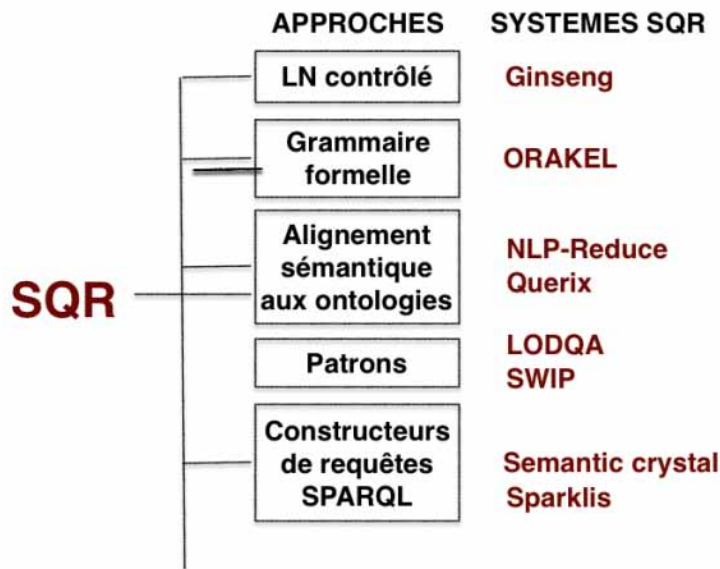 APPROCHES SYSTEMES SQR
LN contrôlé Ginseng
Grammaire
formelle
ORAKEL
Alignement
sémantique
aux ontologies
NLP-Reduce
Querix
SQR
Patrons
LODQA
SWIP
Constructeurs
de requêtes
SPARQL
Semantic crystal
Sparklis